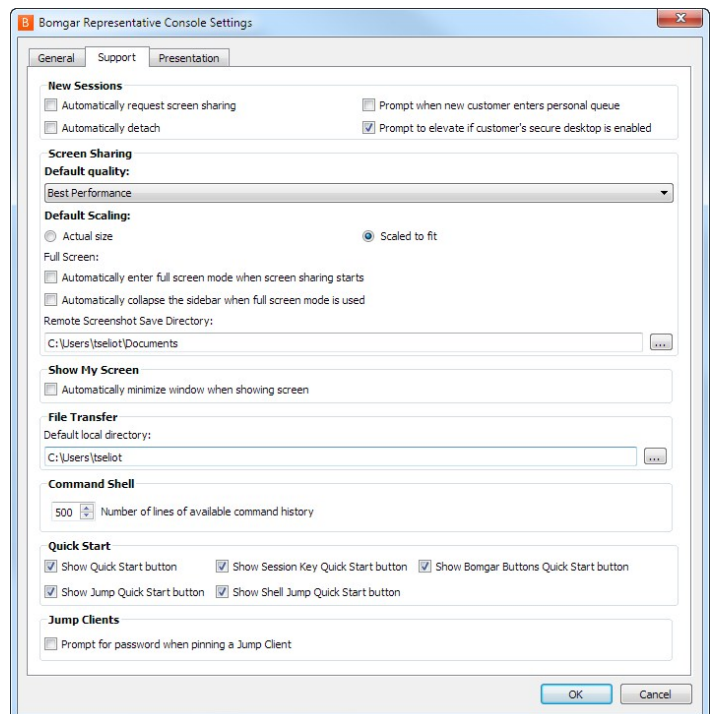 B Bomgar Representative Console Settings
General Support Presentation
New Sessions
Automatically request screen sharing Prompt when new customer enters personal queue
Automatically detach Prompt to elevate if customer's secure desktop is enabled
Screen Sharing
Default quality:
Best Performance
Default Scaling:
Actual size Scaled to fit
Full Screen:
Automatically enter full screen mode when screen sharing starts
Automatically collapse the sidebar when full screen mode is used
Remote Screenshot Save Directory:
C:\Users\tseliot\Documents ...
Show My Screen
Automatically minimize window when showing screen
File Transfer
Default local directory:
C:\Users\tseliot ...
Command Shell
500 Number of lines of available command history
Quick Start
Show Quick Start button Show Session Key Quick Start button Show Bomgar Buttons Quick Start button
Show Jump Quick Start button Show Shell Jump Quick Start button
Jump Clients
Prompt for password when pinning a Jump Client
OK Cancel